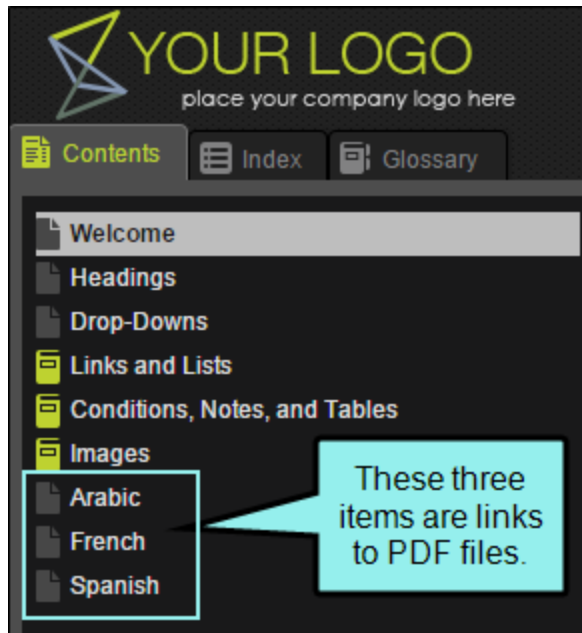 YOUR LOGO
place your company logo here
Contents Index Glossary
Welcome
Headings
Drop-Downs
Links and Lists
Conditions, Notes, and Tables
Images
Arabic
French
Spanish
These three
items are links
to PDF files.